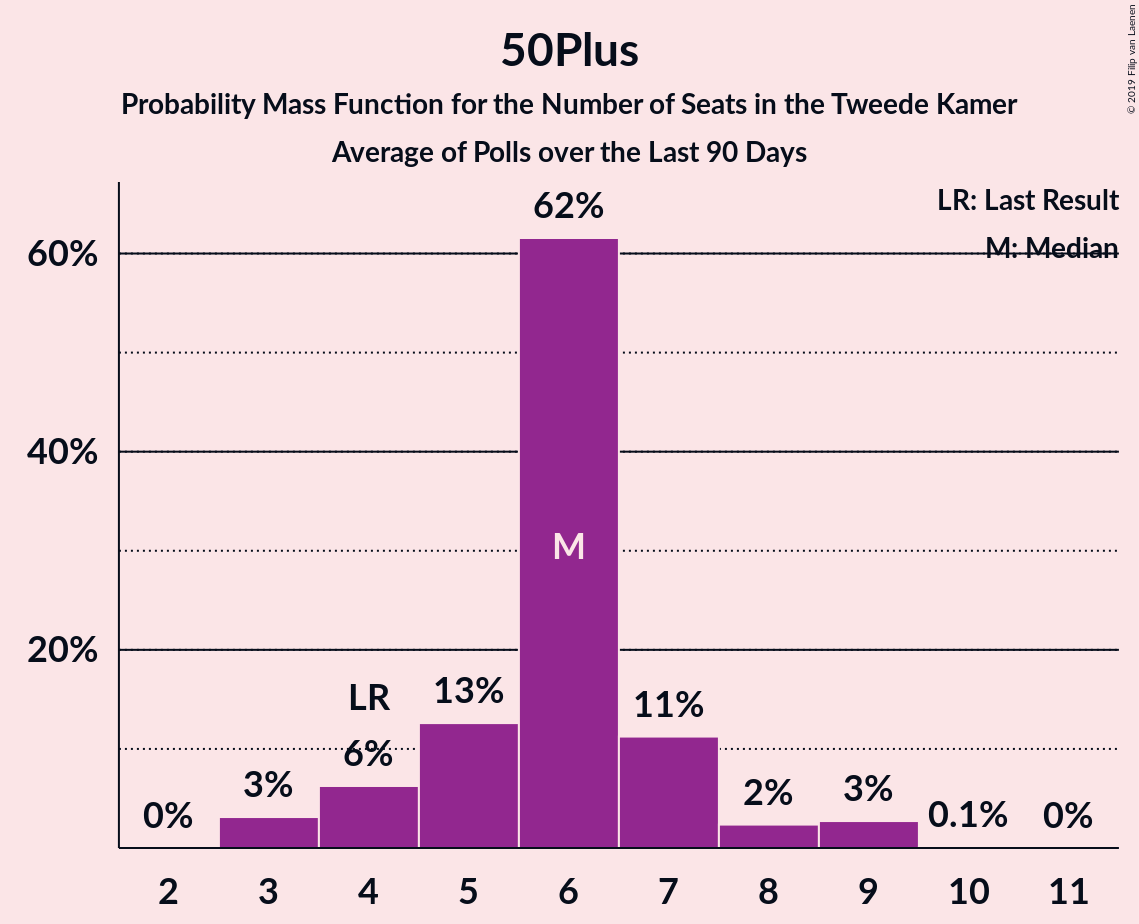 50Plus
Probability Mass Function for the Number of Seats in the Tweede Kamer
Average of Polls over the Last 90 Days
© 2019 Filip van Laenen
LR: Last Result
M: Median
60%
40%
20%
0%
3%
LR
6%
13%
62%
M
11%
2%
3%
0.1%
0%
2 3 4 5 6 7 8 9 10 11